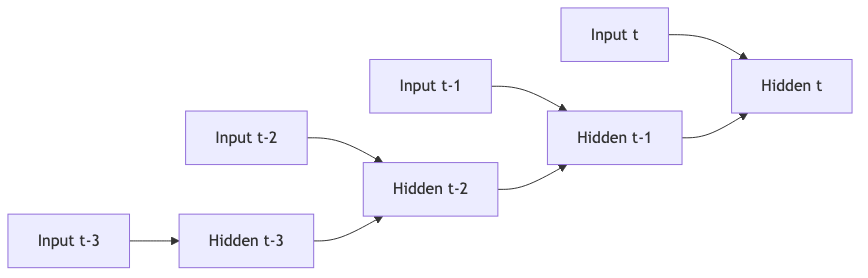 Input t
Hidden t
Input t-1
Hidden t-1
Input t-2
Hidden t-2
Input t-3
Hidden t-3